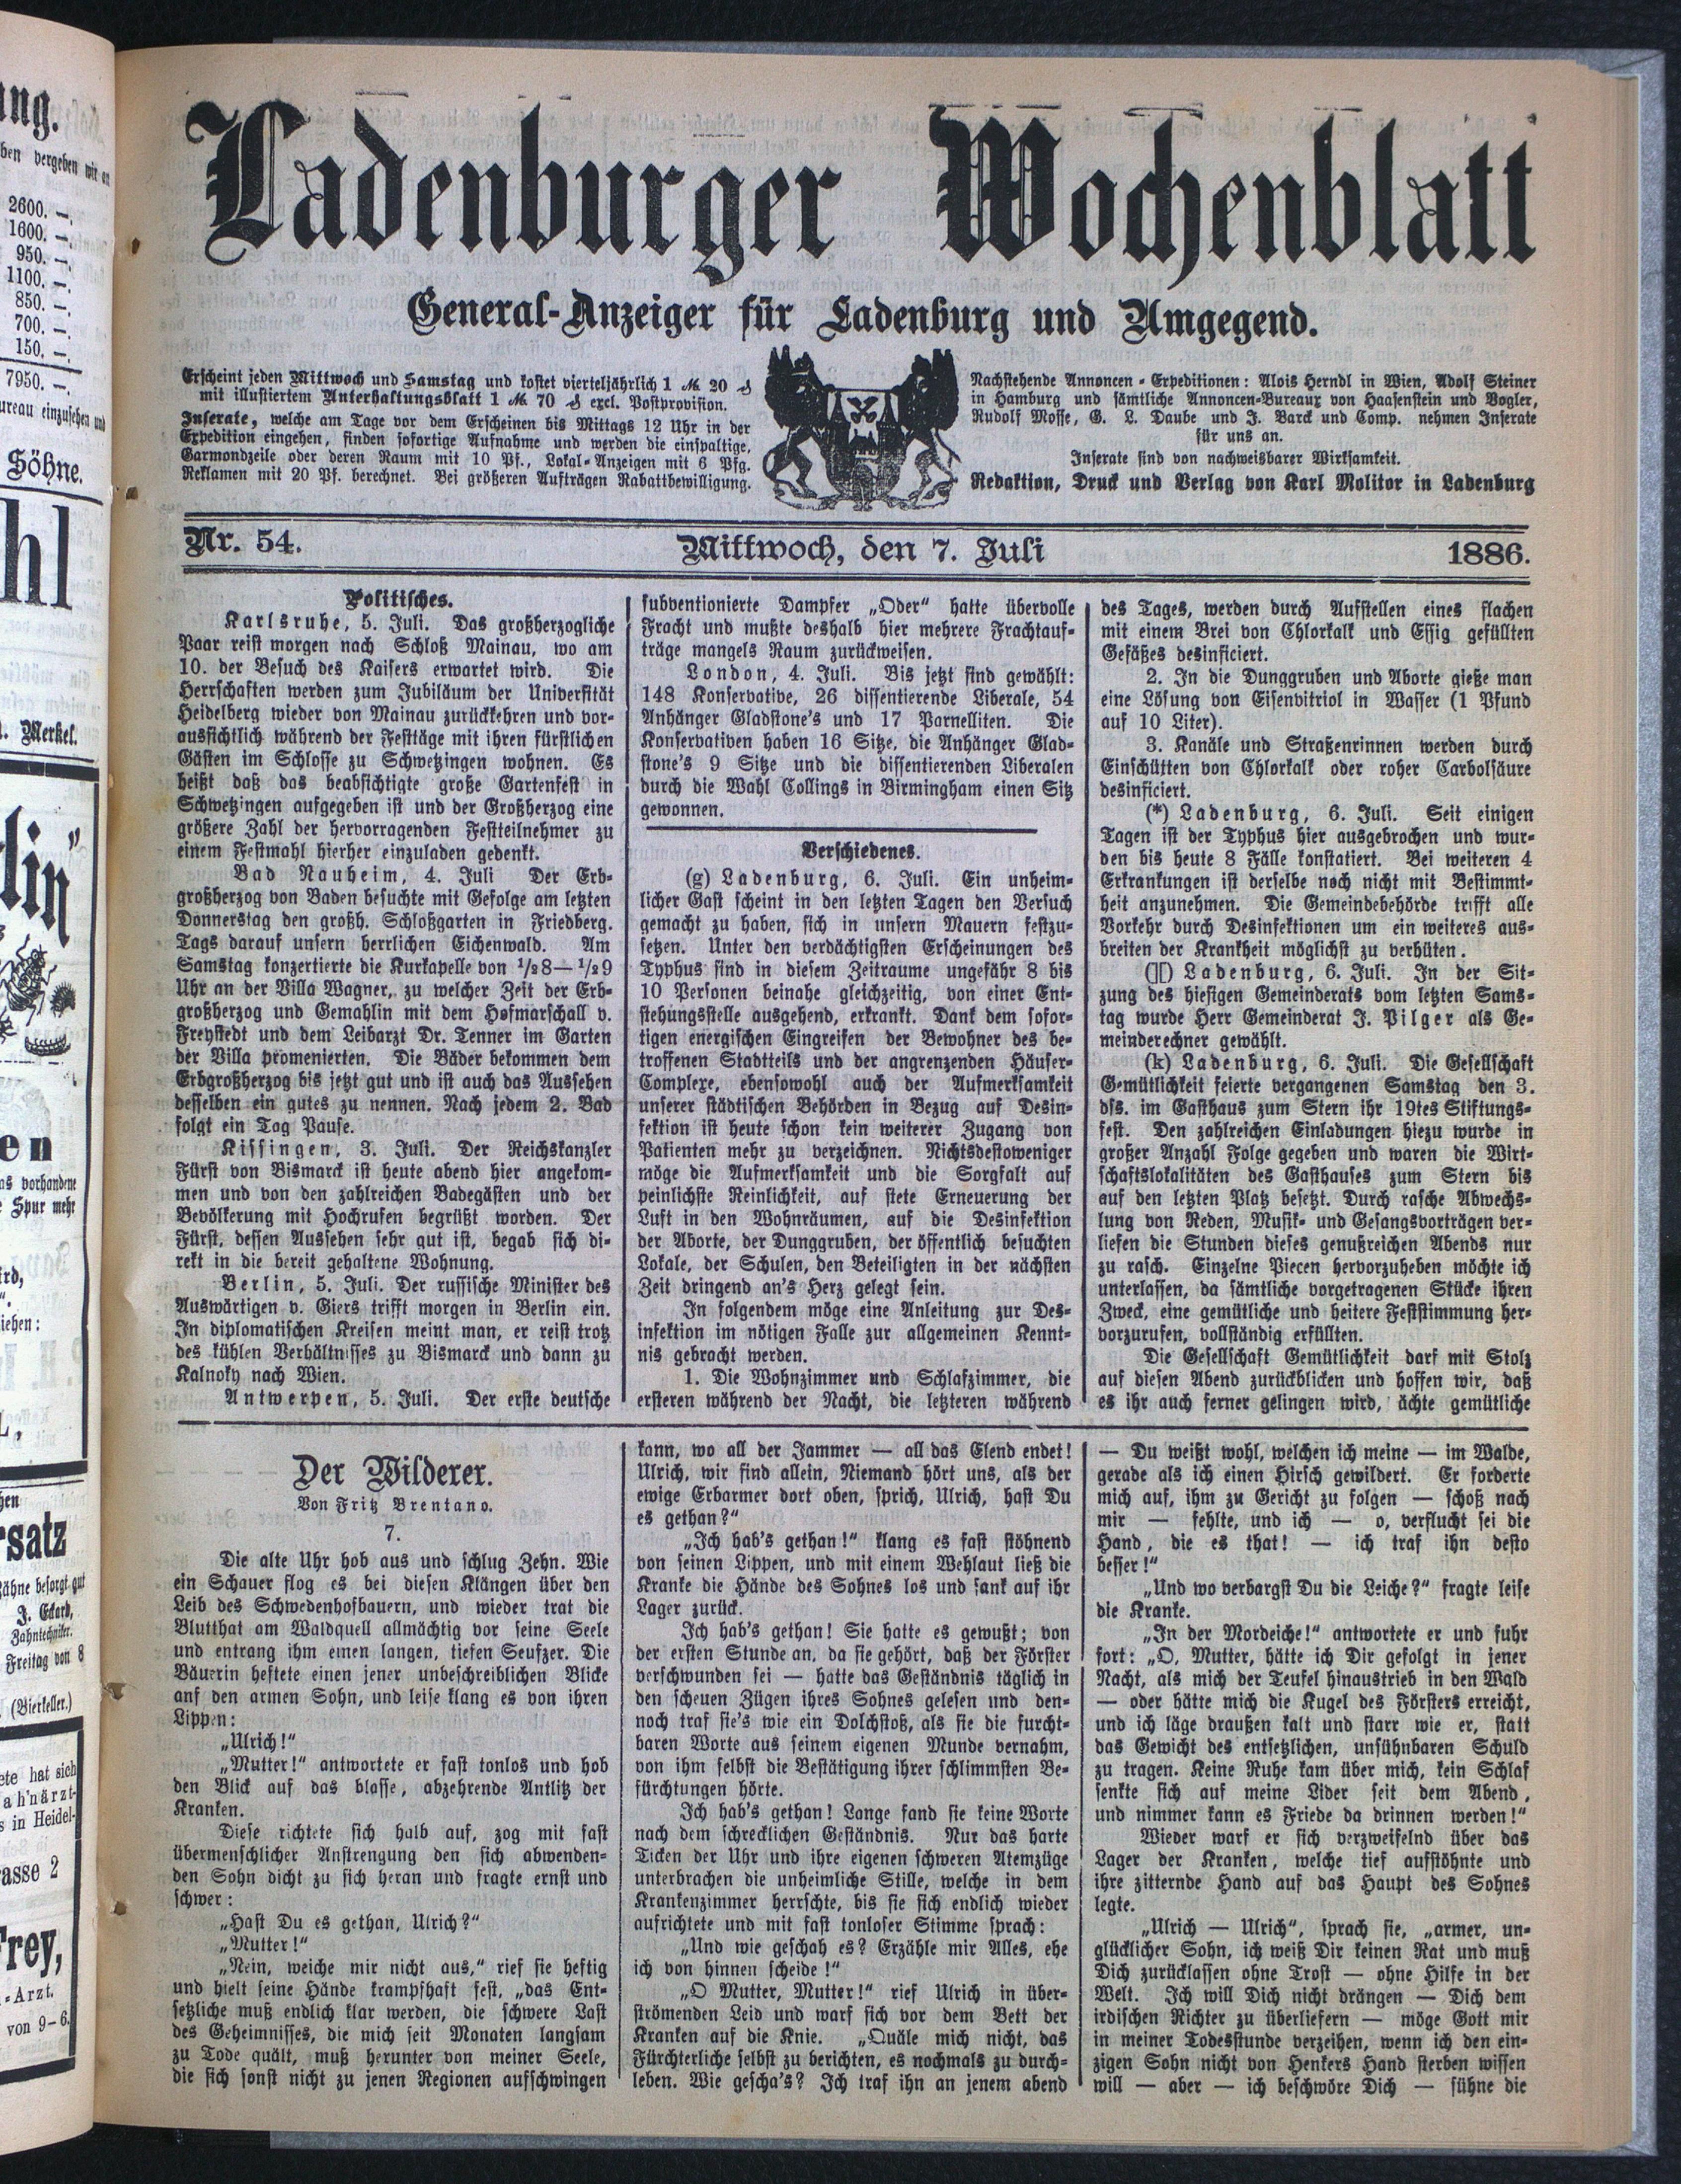 ung.
ben vergeben wir an
2600. —.
1600. —.
950. —.
1100. —.
850. —.
700. —.
150. —.
7950. —.
ureau einzusehen und
Söhne.
hl
Merkel.
lin"
en
as vorhandene
Spur mehr
ird,
iehen:
satz
ähne besorgt gut
J. Eckard,
Zahntechniker.
Freitag von 8
(Bierkeller.)
ete hat sich
ahnärzt-
s in Heidel-
asse 2
rey,
-Arzt.
von 9–6.
Ladenburger Wochenblatt
General-Anzeiger für Ladenburg und Umgegend.
Erscheint jeden Mittwoch und Samstag und kostet vierteljährlich 1 ℳ 20 ₰
mit illustiertem Unterhaltungsblatt 1 ℳ 70 ₰ excl. Postprovision.
Inserate, welche am Tage vor dem Erscheinen bis Mittags 12 Uhr in der
Expedition eingehen, finden sofortige Aufnahme und werden die einspaltige,
Garmondzeile oder deren Raum mit 10 Pf., Lokal-Anzeigen mit 6 Pfg.
Reklamen mit 20 Pf. berechnet. Bei größeren Aufträgen Rabattbewilligung.
Nachstehende Annoncen-Expeditionen: Alois Herndl in Wien, Adolf Steiner
in Hamburg und sämtliche Annoncen-Bureaux von Haasenstein und Vogler,
Rudolf Mosse, G. L. Daube und J. Barck und Comp. nehmen Inserate
für uns an.
Inserate sind von nachweisbarer Wirksamkeit.
Redaktion, Druck und Verlag von Karl Molitor in Ladenburg
Nr. 54. Mittwoch, den 7. Juli 1886.
Politisches.
Karlsruhe, 5. Juli. Das großherzogliche
Paar reist morgen nach Schloß Mainau, wo am
10. der Besuch des Kaisers erwartet wird. Die
Herrschaften werden zum Jubiläum der Universität
Heidelberg wieder von Mainau zurückkehren und vor-
aussichtlich während der Festtäge mit ihren fürstlichen
Gästen im Schlosse zu Schwetzingen wohnen. Es
heißt daß das beabsichtigte große Gartenfest in
Schwetzingen aufgegeben ist und der Großherzog eine
größere Zahl der hervorragenden Festteilnehmer zu
einem Festmahl hierher einzuladen gedenkt.
Bad Nauheim, 4. Juli Der Erb-
großherzog von Baden besuchte mit Gefolge am letzten
Donnerstag den großh. Schloßgarten in Friedberg.
Tags darauf unsern herrlichen Eichenwald. Am
Samstag konzertierte die Kurkapelle von ½8—½9
Uhr an der Villa Wagner, zu welcher Zeit der Erb-
großherzog und Gemahlin mit dem Hofmarschall v.
Freystedt und dem Leibarzt Dr. Tenner im Garten
der Villa promenierten. Die Bäder bekommen dem
Erbgroßherzog bis jetzt gut und ist auch das Aussehen
desselben ein gutes zu nennen. Nach jedem 2. Bad
folgt ein Tag Pause.
Kissingen, 3. Juli. Der Reichskanzler
Fürst von Bismarck ist heute abend hier angekom-
men und von den zahlreichen Badegästen und der
Bevölkerung mit Hochrufen begrüßt worden. Der
Fürst, dessen Aussehen sehr gut ist, begab sich di-
rekt in die bereit gehaltene Wohnung.
Berlin, 5. Juli. Der russische Minister des
Auswärtigen v. Giers trifft morgen in Berlin ein.
In diplomatischen Kreisen meint man, er reist trotz
des kühlen Verhältnisses zu Bismarck und dann zu
Kalnoky nach Wien.
Antwerpen, 5. Juli. Der erste deutsche
subventionierte Dampfer „Oder“ hatte übervolle
Fracht und mußte deshalb hier mehrere Frachtauf-
träge mangels Raum zurückweisen.
London, 4. Juli. Bis jetzt sind gewählt:
148 Konservative, 26 dissentierende Liberale, 54
Anhänger Gladstone's und 17 Parnelliten. Die
Konservativen haben 16 Sitze, die Anhänger Glad-
stone's 9 Sitze und die dissentierenden Liberalen
durch die Wahl Collings in Birmingham einen Sitz
gewonnen.
Verschiedenes.
(g) Ladenburg, 6. Juli. Ein unheim-
licher Gast scheint in den letzten Tagen den Versuch
gemacht zu haben, sich in unsern Mauern festzu-
setzen. Unter den verdächtigsten Erscheinungen des
Typhus sind in diesem Zeitraume ungefähr 8 bis
10 Personen beinahe gleichzeitig, von einer Ent-
stehungsstelle ausgehend, erkrankt. Dank dem sofor-
tigen energischen Eingreifen der Bewohner des be-
troffenen Stadtteils und der angrenzenden Häuser-
Complexe, ebensowohl auch der Aufmerksamkeit
unserer städtischen Behörden in Bezug auf Desin-
fektion ist heute schon kein weiterer Zugang von
Patienten mehr zu verzeichnen. Nichtsdestoweniger
möge die Aufmerksamkeit und die Sorgfalt auf
peinlichste Reinlichkeit, auf stete Erneuerung der
Luft in den Wohnräumen, auf die Desinfektion
der Aborte, der Dunggruben, der öffentlich besuchten
Lokale, der Schulen, den Beteiligten in der nächsten
Zeit dringend an's Herz gelegt sein.
In folgendem möge eine Anleitung zur Des-
infektion im nötigen Falle zur allgemeinen Kennt-
nis gebracht werden.
1. Die Wohnzimmer und Schlafzimmer, die
ersteren während der Nacht, die letzteren während
des Tages, werden durch Aufstellen eines flachen
mit einem Brei von Chlorkalk und Essig gefüllten
Gefäßes desinficiert.
2. In die Dunggruben und Aborte gieße man
eine Lösung von Eisenvitriol in Wasser (1 Pfund
auf 10 Liter).
3. Kanäle und Straßenrinnen werden durch
Einschütten von Chlorkalk oder roher Carbolsäure
desinficiert.
(*) Ladenburg, 6. Juli. Seit einigen
Tagen ist der Typhus hier ausgebrochen und wur-
den bis heute 8 Fälle konstatiert. Bei weiteren 4
Erkrankungen ist derselbe noch nicht mit Bestimmt-
heit anzunehmen. Die Gemeindebehörde trifft alle
Vorkehr durch Desinfektionen um ein weiteres aus-
breiten der Krankheit möglichst zu verhüten.
(][) Ladenburg, 6. Juli. In der Sit-
zung des hiesigen Gemeinderats vom letzten Sams-
tag wurde Herr Gemeinderat J. Pilger als Ge-
meinderechner gewählt.
(k) Ladenburg, 6. Juli. Die Gesellschaft
Gemütlichkeit feierte vergangenen Samstag den 3.
dss. im Gasthaus zum Stern ihr 19tes Stiftungs-
fest. Den zahlreichen Einladungen hiezu wurde in
großer Anzahl Folge gegeben und waren die Wirt-
schaftslokalitäten des Gasthauses zum Stern bis
auf den letzten Platz besetzt. Durch rasche Abwechs-
lung von Reden, Musik- und Gesangsvorträgen ver-
liefen die Stunden dieses genußreichen Abends nur
zu rasch. Einzelne Piecen hervorzuheben möchte ich
unterlassen, da sämtliche vorgetragenen Stücke ihren
Zweck, eine gemütliche und heitere Feststimmung her-
vorzurufen, vollständig erfüllten.
Die Gesellschaft Gemütlichkeit darf mit Stolz
auf diesen Abend zurückblicken und hoffen wir, daß
es ihr auch ferner gelingen wird, ächte gemütliche
Der Wilderer.
Von Fritz Brentano.
7.
Die alte Uhr hob aus und schlug Zehn. Wie
ein Schauer flog es bei diesen Klängen über den
Leib des Schwedenhofbauern, und wieder trat die
Blutthat am Waldquell allmächtig vor seine Seele
und entrang ihm einen langen, tiefen Seufzer. Die
Bäuerin heftete einen jener unbeschreiblichen Blicke
auf den armen Sohn, und leise klang es von ihren
Lippen:
„Ulrich!“
„Mutter!“ antwortete er fast tonlos und hob
den Blick auf das blasse, abzehrende Antlitz der
Kranken.
Diese richtete sich halb auf, zog mit fast
übermenschlicher Anstrengung den sich abwenden-
den Sohn dicht zu sich heran und fragte ernst und
schwer:
„Hast Du es gethan, Ulrich?“
„Mutter!“
„Nein, weiche mir nicht aus,“ rief sie heftig
und hielt seine Hände krampfhaft fest, „das Ent-
setzliche muß endlich klar werden, die schwere Last
des Geheimnisses, die mich seit Monaten langsam
zu Tode quält, muß herunter von meiner Seele,
die sich sonst nicht zu jenen Regionen aufschwingen
kann, wo all der Jammer — all das Elend endet!
Ulrich, wir find allein, Niemand hört uns, als der
ewige Erbarmer dort oben, sprich, Ulrich, hast Du
es gethan?“
„Ich hab's gethan!“ klang es fast stöhnend
von seinen Lippen, und mit einem Wehlaut ließ die
Kranke die Hände des Sohnes los und sank auf ihr
Lager zurück.
Ich hab's gethan! Sie hatte es gewußt; von
der ersten Stunde an, da sie gehört, daß der Förster
verschwunden sei — hatte das Geständnis täglich in
den scheuen Zügen ihres Sohnes gelesen und den-
noch traf sie's wie ein Dolchstoß, als sie die furcht-
baren Worte aus seinem eigenen Munde vernahm,
von ihm selbst die Bestätigung ihrer schlimmsten Be-
fürchtungen hörte.
Ich hab's gethan! Lange fand sie keine Worte
nach dem schrecklichen Geständnis. Nur das harte
Ticken der Uhr und ihre eigenen schweren Atemzüge
unterbrachen die unheimliche Stille, welche in dem
Krankenzimmer herrschte, bis sie sich endlich wieder
aufrichtete und mit fast tonloser Stimme sprach:
„Und wie geschah es? Erzähle mir Alles, ehe
ich von hinnen scheide!“
„O Mutter, Mutter!“ rief Ulrich in über-
strömenden Leid und warf sich vor dem Bett der
Kranken auf die Knie. „Quäle mich nicht, das
Fürchterliche selbst zu berichten, es nochmals zu durch-
leben. Wie gescha's? Ich traf ihn an jenem abend
— Du weißt wohl, welchen ich meine — im Walde,
gerade als ich einen Hirsch gewildert. Er forderte
mich auf, ihm zu Gericht zu folgen — schoß nach
mir — fehlte, und ich — o, verflucht sei die
Hand, die es that! — ich traf ihn desto
besser!“
„Und wo verbargst Du die Leiche?“ fragte leise
die Kranke.
„In der Mordeiche!“ antwortete er und fuhr
fort: „O, Mutter, hätte ich Dir gefolgt in jener
Nacht, als mich der Teufel hinaustrieb in den Wald
— oder hätte mich die Kugel des Försters erreicht,
und ich läge draußen kalt und starr wie er, statt
das Gewicht des entsetzlichen, unsühnbaren Schuld
zu tragen. Keine Ruhe kam über mich, kein Schlaf
senkte sich auf meine Lider seit dem Abend,
und nimmer kann es Friede da drinnen werden!“
Wieder warf er sich verzweifelnd über das
Lager der Kranken, welche tief aufstöhnte und
ihre zitternde Hand auf das Haupt des Sohnes
legte.
„Ulrich — Ulrich“, sprach sie, „armer, un-
glücklicher Sohn, ich weiß Dir keinen Rat und muß
Dich zurücklassen ohne Trost — ohne Hilfe in der
Welt. Ich will Dich nicht drängen — Dich dem
irdischen Richter zu überliefern — möge Gott mir
in meiner Todesstunde verzeihen, wenn ich den ein-
zigen Sohn nicht von Henkers Hand sterben wissen
will — aber — ich beschwöre Dich — sühne die